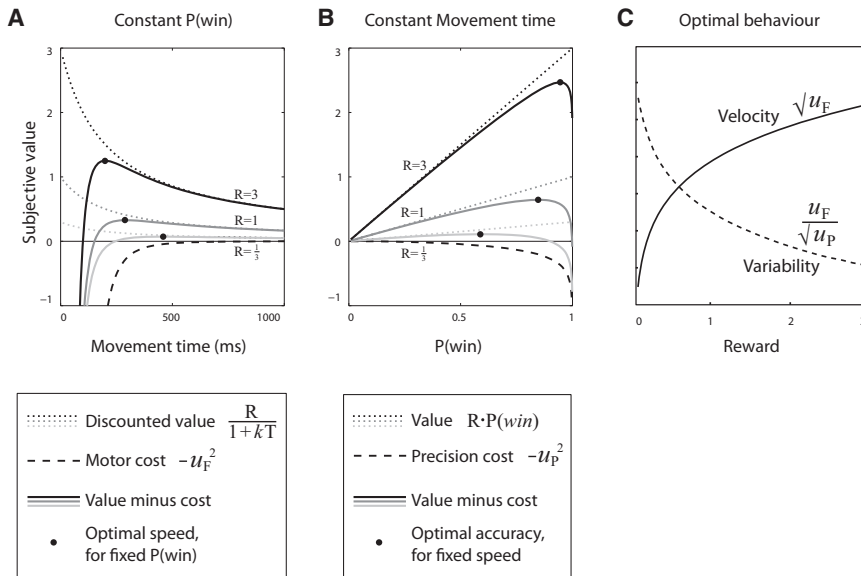 A
Constant P(win)
Subjective value
3
2
1
0
−1
R=3
R=1
R=1/3
0
500
1000
Movement time (ms)
B
Constant Movement time
3
2
1
0
−1
R=3
R=1
R=1/3
0
0.5
1
P(win)
C
Optimal behaviour
Velocity √u_F
u_F/√u_P
Variability
0
1
2
3
Reward
Discounted value R/(1+kT)
Motor cost −u_F²
Value minus cost
Optimal speed,
for fixed P(win)
Value R·P(win)
Precision cost −u_P²
Value minus cost
Optimal accuracy,
for fixed speed